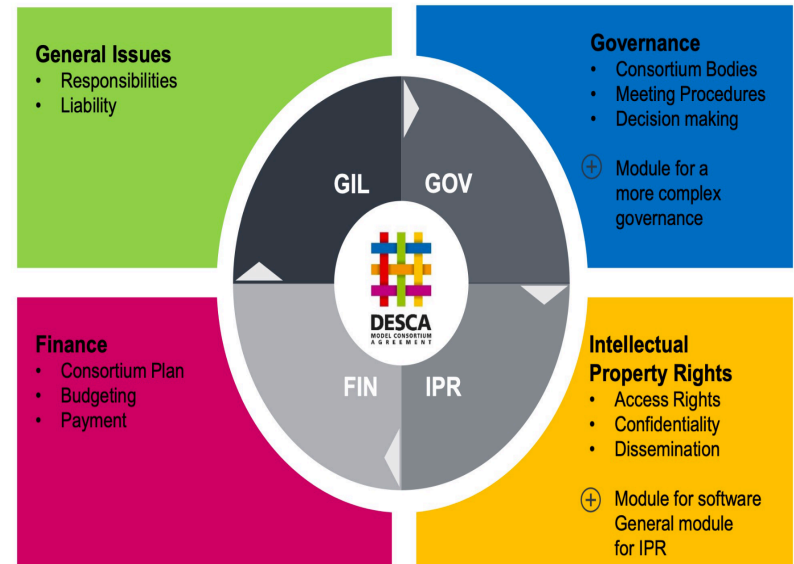 General Issues
• Responsibilities
• Liability
Governance
• Consortium Bodies
• Meeting Procedures
• Decision making
+ Module for a
more complex
governance
GIL
GOV
DESCA
MODEL CONSORTIUM
AGREEMENT
FIN
IPR
Finance
• Consortium Plan
• Budgeting
• Payment
Intellectual
Property Rights
• Access Rights
• Confidentiality
• Dissemination
+ Module for software
General module
for IPR